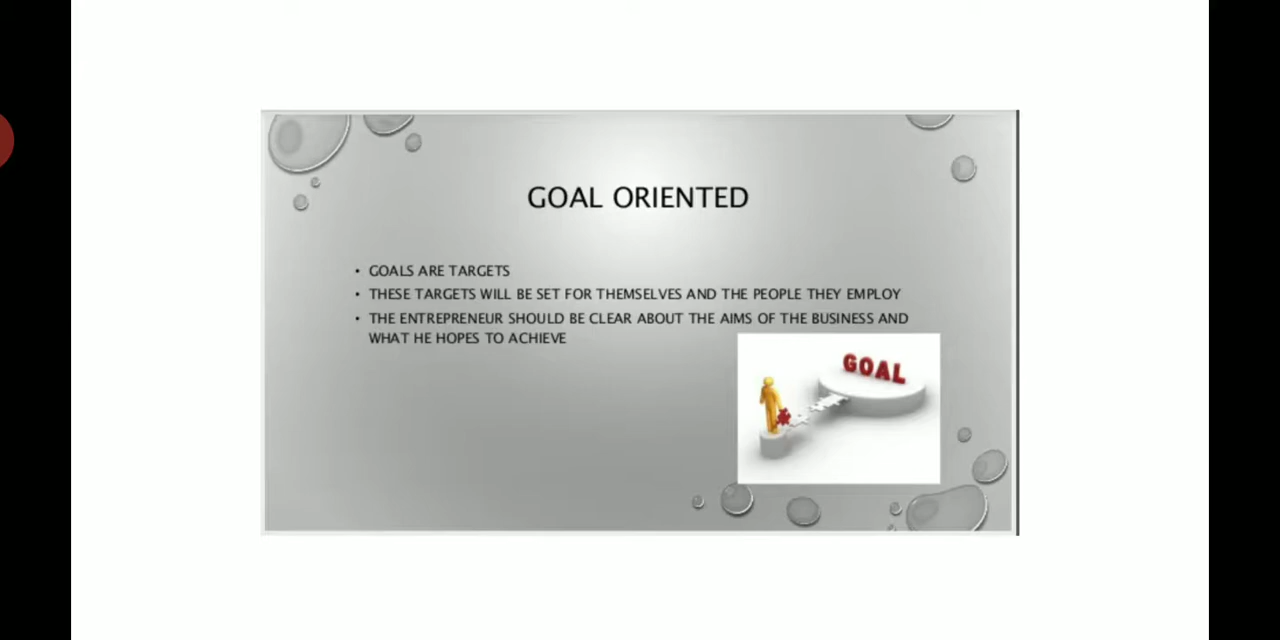 GOAL ORIENTED
• GOALS ARE TARGETS
• THESE TARGETS WILL BE SET FOR THEMSELVES AND THE PEOPLE THEY EMPLOY
• THE ENTREPRENEUR SHOULD BE CLEAR ABOUT THE AIMS OF THE BUSINESS AND
WHAT HE HOPES TO ACHIEVE
GOAL